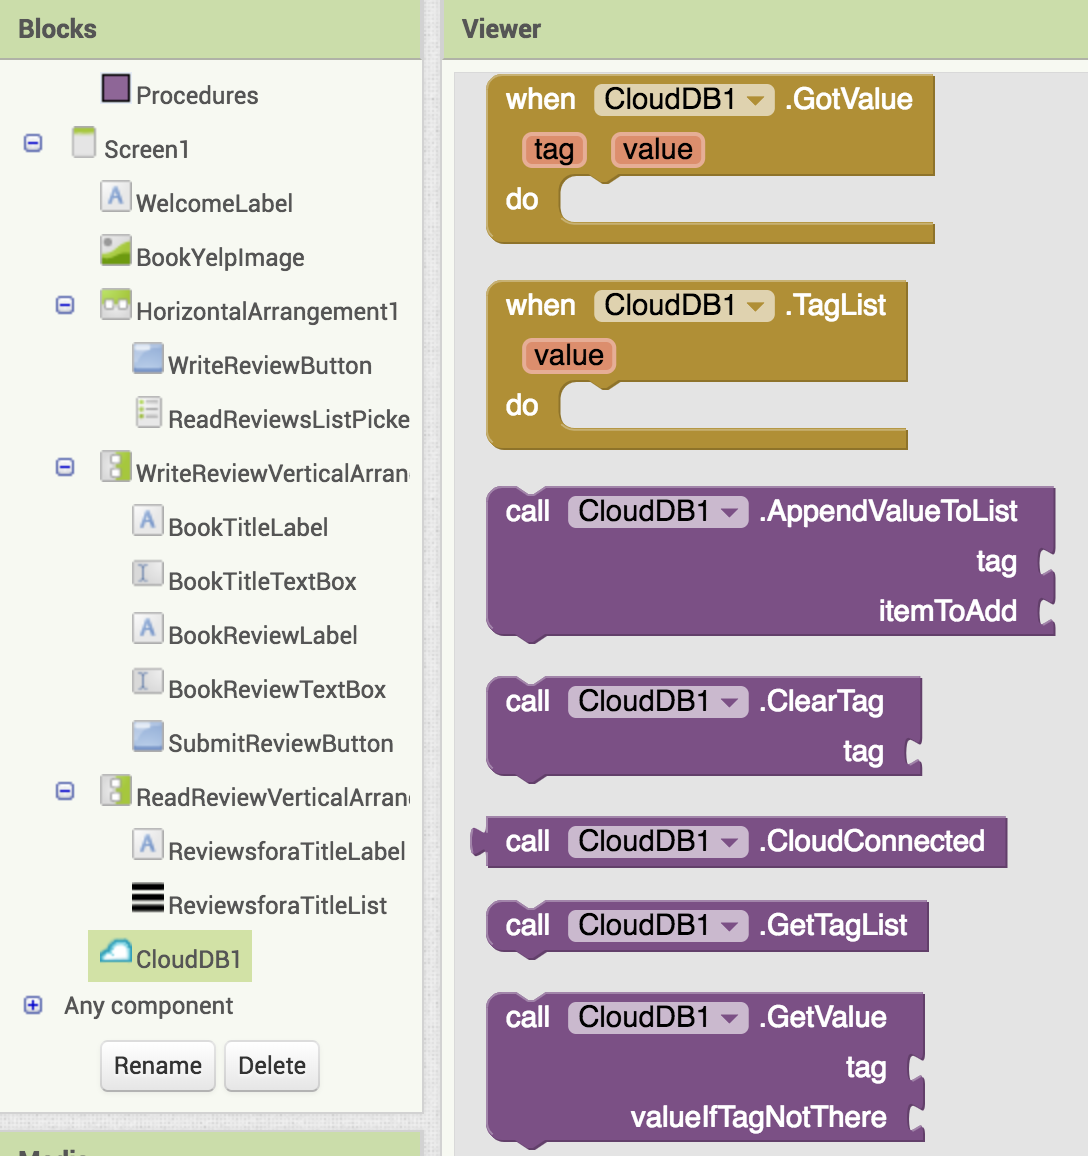 Blocks
Procedures
Screen1
WelcomeLabel
BookYelpImage
HorizontalArrangement1
WriteReviewButton
ReadReviewsListPicke
WriteReviewVerticalArran
BookTitleLabel
BookTitleTextBox
BookReviewLabel
BookReviewTextBox
SubmitReviewButton
ReadReviewVerticalArran
ReviewsforaTitleLabel
ReviewsforaTitleList
CloudDB1
Any component
Rename Delete
Viewer
when CloudDB1 .GotValue
tag value
do
when CloudDB1 .TagList
value
do
call CloudDB1 .AppendValueToList
tag
itemToAdd
call CloudDB1 .ClearTag
tag
call CloudDB1 .CloudConnected
call CloudDB1 .GetTagList
call CloudDB1 .GetValue
tag
valueIfTagNotThere